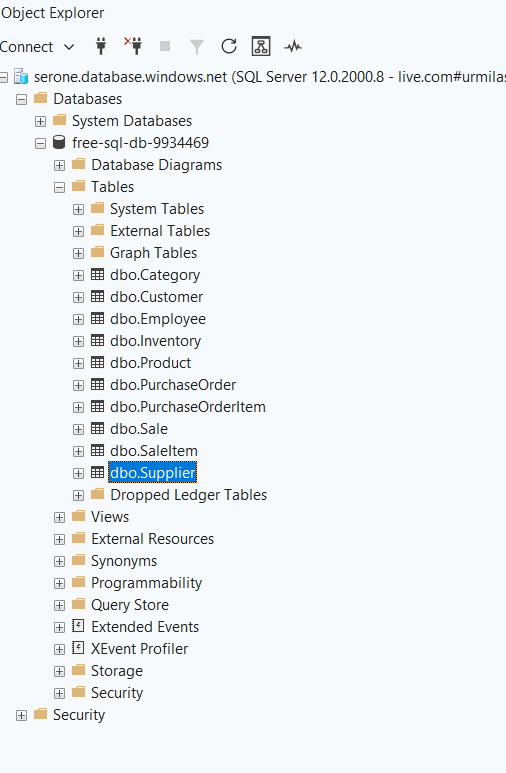 Object Explorer
Connect
serone.database.windows.net (SQL Server 12.0.2000.8 - live.com#urmilas
Databases
System Databases
free-sql-db-9934469
Database Diagrams
Tables
System Tables
External Tables
Graph Tables
dbo.Category
dbo.Customer
dbo.Employee
dbo.Inventory
dbo.Product
dbo.PurchaseOrder
dbo.PurchaseOrderItem
dbo.Sale
dbo.SaleItem
dbo.Supplier
Dropped Ledger Tables
Views
External Resources
Synonyms
Programmability
Query Store
Extended Events
XEvent Profiler
Storage
Security
Security